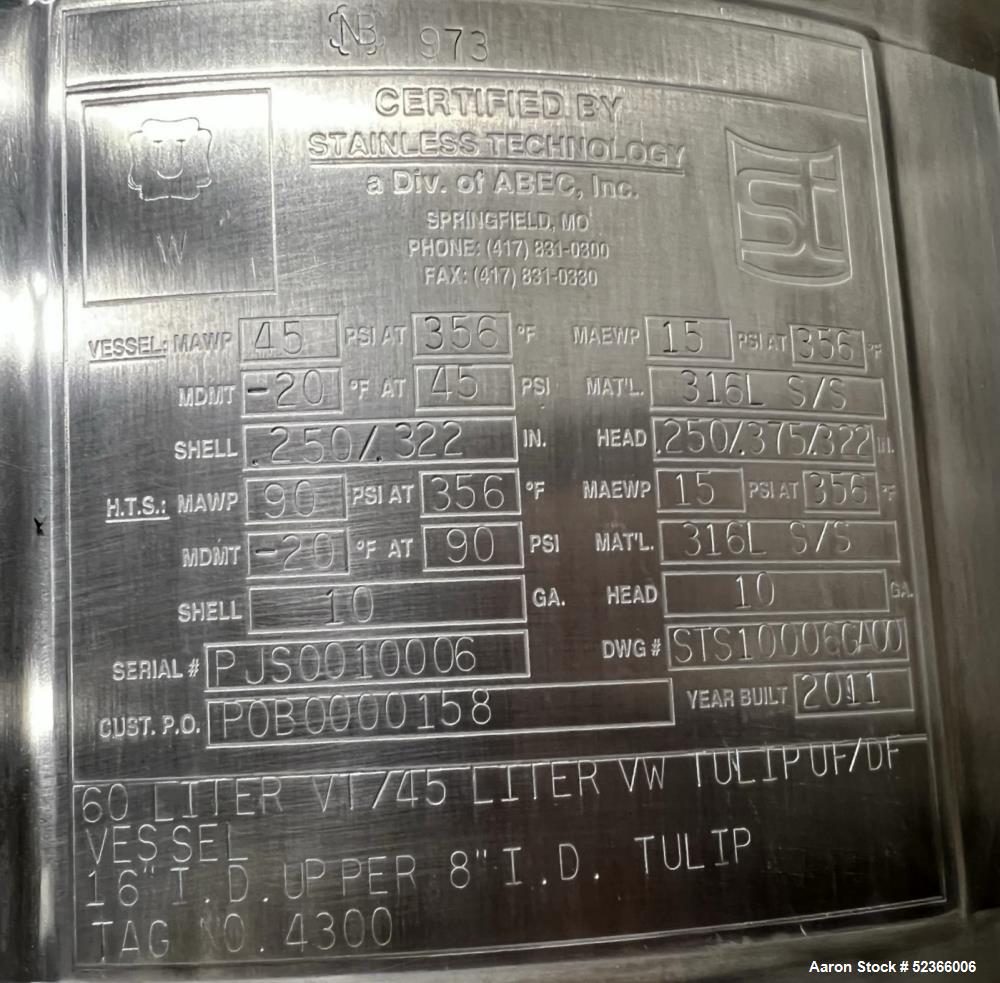 NB 973
CERTIFIED BY
STAINLESS TECHNOLOGY
a Div. of ABEC, Inc.
SPRINGFIELD, MO
PHONE: (417) 831-0300
FAX: (417) 831-0330
U
W
sti
VESSEL: MAWP 45 PSI AT 356 °F MAEWP 15 PSI AT 356 °F
MDMT -20 °F AT 45 PSI MAT'L. 316L S/S
SHELL .250/.322 IN. HEAD .250/.375/.322 IN.
H.T.S.: MAWP 90 PSI AT 356 °F MAEWP 15 PSI AT 356 °F
MDMT -20 °F AT 90 PSI MAT'L. 316L S/S
SHELL 10 GA. HEAD 10 GA.
SERIAL # PJS0010006 DWG # STS10006GA00
CUST. P.O. POB0000158 YEAR BUILT 2011
60 LITER VT/45 LITER VW TULIP UF/DF
VESSEL
16" I.D. UPPER 8" I.D. TULIP
TAG NO. 4300
Aaron Stock # 52366006